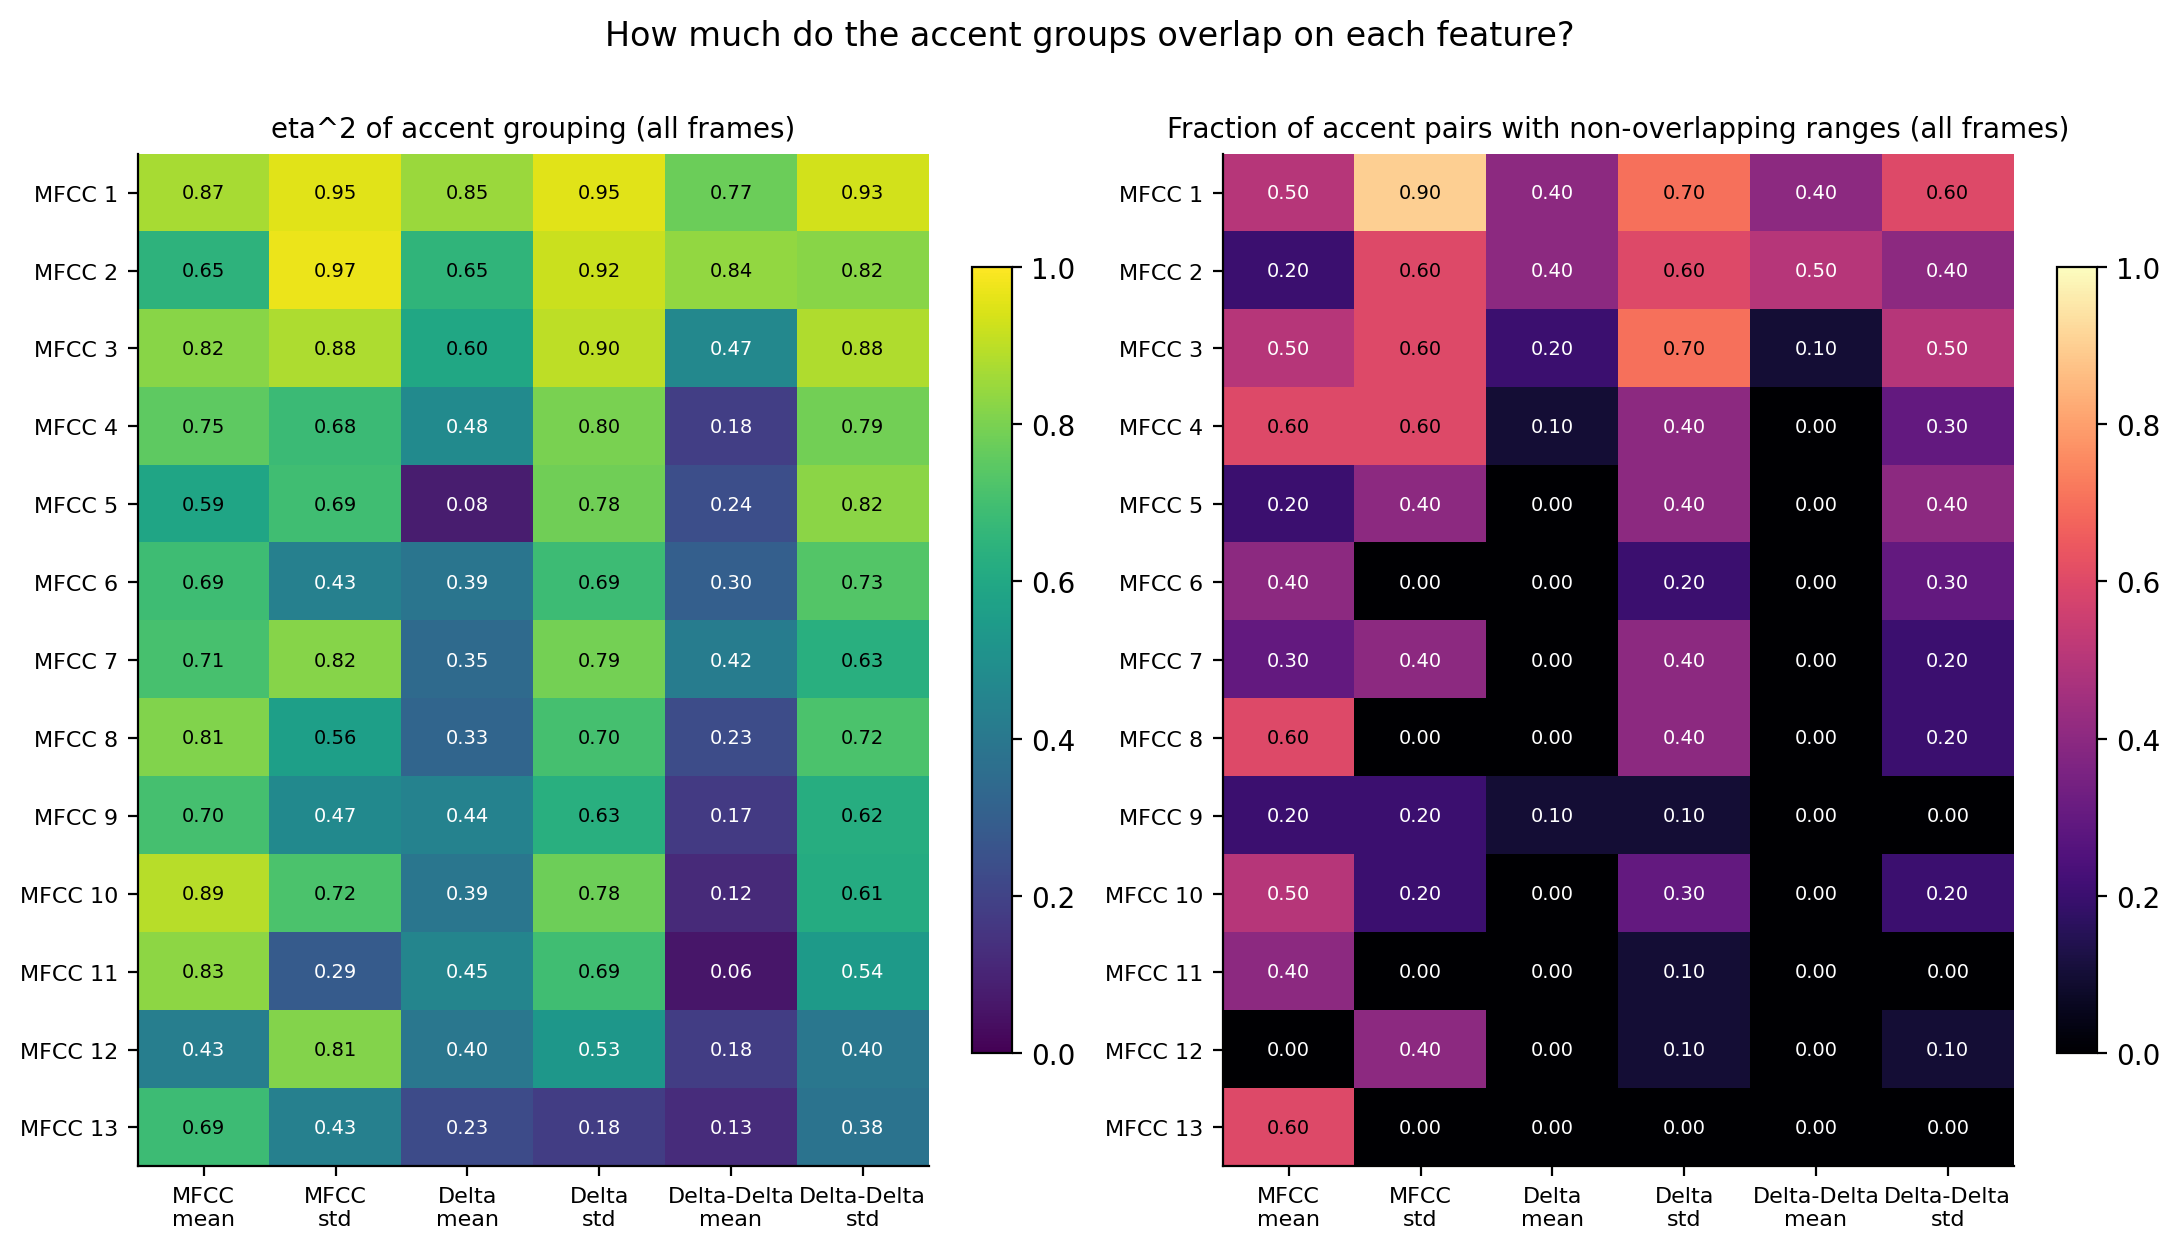 How much do the accent groups overlap on each feature?
eta^2 of accent grouping (all frames)
MFCC 1 0.87 0.95 0.85 0.95 0.77 0.93
MFCC 2 0.65 0.97 0.65 0.92 0.84 0.82
MFCC 3 0.82 0.88 0.60 0.90 0.47 0.88
MFCC 4 0.75 0.68 0.48 0.80 0.18 0.79
MFCC 5 0.59 0.69 0.08 0.78 0.24 0.82
MFCC 6 0.69 0.43 0.39 0.69 0.30 0.73
MFCC 7 0.71 0.82 0.35 0.79 0.42 0.63
MFCC 8 0.81 0.56 0.33 0.70 0.23 0.72
MFCC 9 0.70 0.47 0.44 0.63 0.17 0.62
MFCC 10 0.89 0.72 0.39 0.78 0.12 0.61
MFCC 11 0.83 0.29 0.45 0.69 0.06 0.54
MFCC 12 0.43 0.81 0.40 0.53 0.18 0.40
MFCC 13 0.69 0.43 0.23 0.18 0.13 0.38
MFCC MFCC Delta Delta Delta-Delta Delta-Delta
mean std mean std mean std
1.0
0.8
0.6
0.4
0.2
0.0
Fraction of accent pairs with non-overlapping ranges (all frames)
MFCC 1 0.50 0.90 0.40 0.70 0.40 0.60
MFCC 2 0.20 0.60 0.40 0.60 0.50 0.40
MFCC 3 0.50 0.60 0.20 0.70 0.10 0.50
MFCC 4 0.60 0.60 0.10 0.40 0.00 0.30
MFCC 5 0.20 0.40 0.00 0.40 0.00 0.40
MFCC 6 0.40 0.00 0.00 0.20 0.00 0.30
MFCC 7 0.30 0.40 0.00 0.40 0.00 0.20
MFCC 8 0.60 0.00 0.00 0.40 0.00 0.20
MFCC 9 0.20 0.20 0.10 0.10 0.00 0.00
MFCC 10 0.50 0.20 0.00 0.30 0.00 0.20
MFCC 11 0.40 0.00 0.00 0.10 0.00 0.00
MFCC 12 0.00 0.40 0.00 0.10 0.00 0.10
MFCC 13 0.60 0.00 0.00 0.00 0.00 0.00
MFCC MFCC Delta Delta Delta-Delta Delta-Delta
mean std mean std mean std
1.0
0.8
0.6
0.4
0.2
0.0